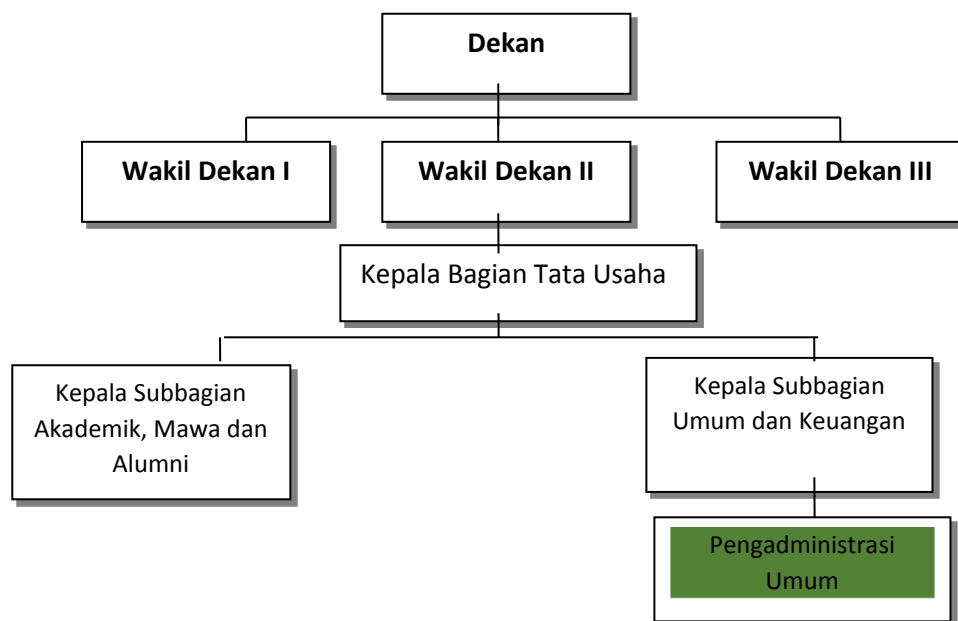 Dekan
Wakil Dekan I
Wakil Dekan II
Wakil Dekan III
Kepala Bagian Tata Usaha
Kepala Subbagian
Akademik, Mawa dan
Alumni
Kepala Subbagian
Umum dan Keuangan
Pengadministrasi
Umum